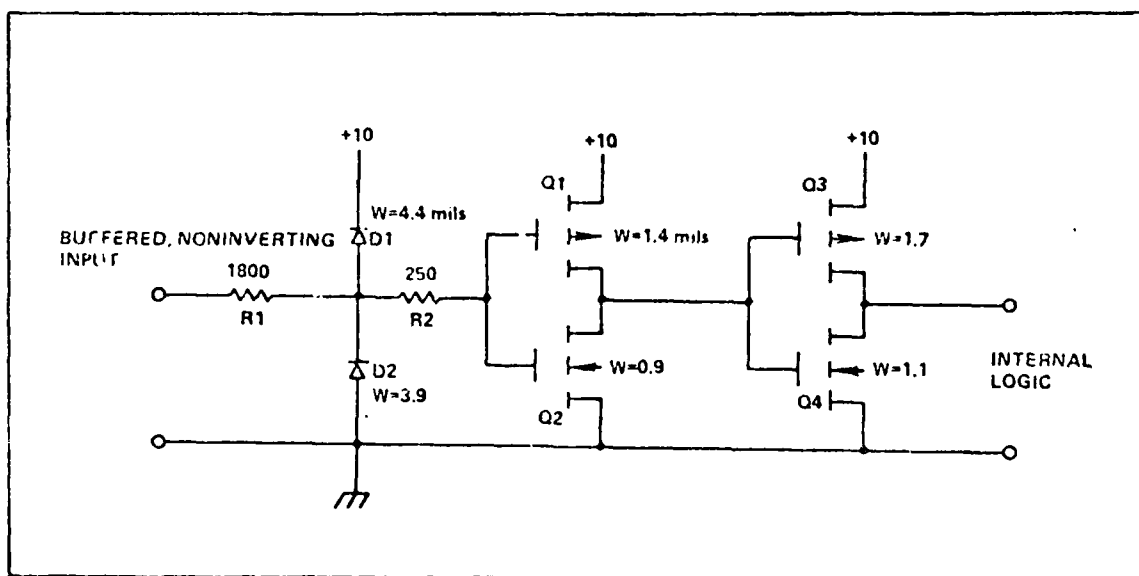 +10
+10
+10
Q1
Q3
W=4.4 mils
D1
W=1.4 mils
W=1.7
BUFFERED, NONINVERTING
INPUT
1800
R1
250
R2
D2
W=3.9
W=0.9
Q2
W=1.1
Q4
INTERNAL
LOGIC